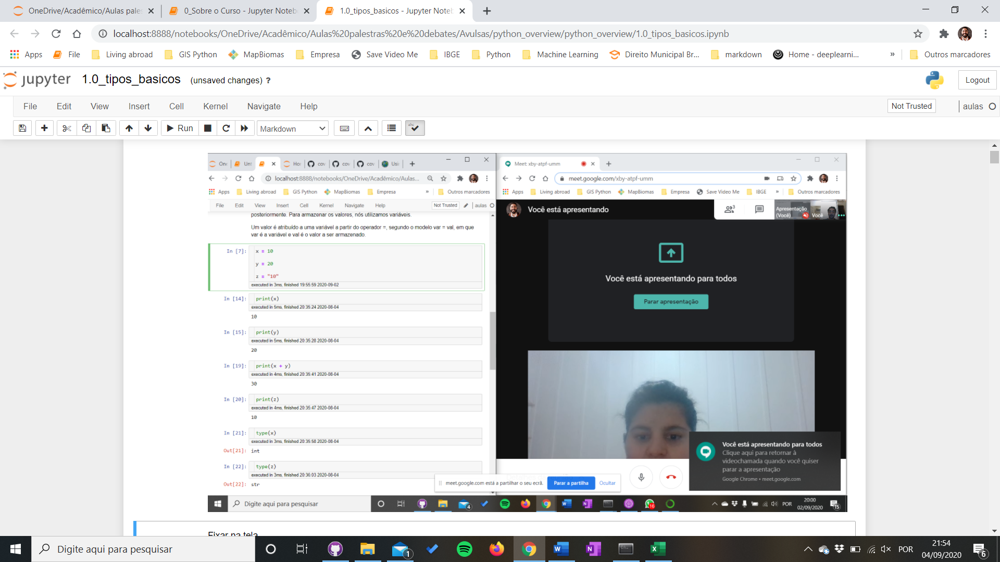 OneDrive/Acadêmico/Aulas pales
0_Sobre o Curso - Jupyter Noteb
1.0_tipos_basicos - Jupyter Noteb
localhost:8888/notebooks/OneDrive/Acadêmico/Aulas%20palestras%20e%20debates/Avulsas/python_overview/python_overview/1.0_tipos_basicos.ipynb
Apps File Living abroad GIS Python MapBiomas Empresa Save Video Me IBGE Python Machine Learning Direito Municipal Br... markdown Home - deeplearni... » Outros marcadores
jupyter 1.0_tipos_basicos (unsaved changes) ? Logout
File Edit View Insert Cell Kernel Navigate Help Not Trusted aulas
Run Markdown abc
One Unt Hor cov cov cov Usi
localhost:8888/notebooks/OneDrive/Acadêmico/Aulas...
Apps Living abroad GIS Python MapBiomas Empresa » Outros marcadores
File Edit View Insert Cell Kernel Navigate Help Not Trusted aulas
posteriormente. Para armazenar os valores, nós utilizamos variáveis.
Um valor é atribuído a uma variável a partir do operador =, segundo o modelo var = val, em que
var é a variável e val é o valor a ser armazenado.
In [7]: x = 10
y = 20
z = "10"
executed in 3ms, finished 19:55:59 2020-09-02
In [14]: print(x)
executed in 5ms, finished 20:35:24 2020-08-04
10
In [15]: print(y)
executed in 5ms, finished 20:35:28 2020-08-04
20
In [19]: print(x + y)
executed in 4ms, finished 20:35:41 2020-08-04
30
In [20]: print(z)
executed in 4ms, finished 20:35:47 2020-08-04
10
In [21]: type(x)
executed in 3ms, finished 20:35:58 2020-08-04
Out[21]: int
In [22]: type(z)
executed in 3ms, finished 20:36:03 2020-08-04
Out[22]: str
Meet: xby-atpf-umm
meet.google.com/xby-atpf-umm
Apps Living abroad GIS Python MapBiomas Empresa Save Video Me IBGE » Outros marcadores
Você está apresentando
Apresentação
(Você)
Você
Você está apresentando para todos
Parar apresentação
Você está apresentando para todos
Clique aqui para retornar à
videochamada quando você quiser
parar a apresentação
Google Chrome • meet.google.com
meet.google.com está a partilhar o seu ecrã. Parar a partilha Ocultar
Digite aqui para pesquisar
4
16
POR
20:00
02/09/2020
15
Fixar na tela
Digite aqui para pesquisar
1
POR
21:54
04/09/2020
6